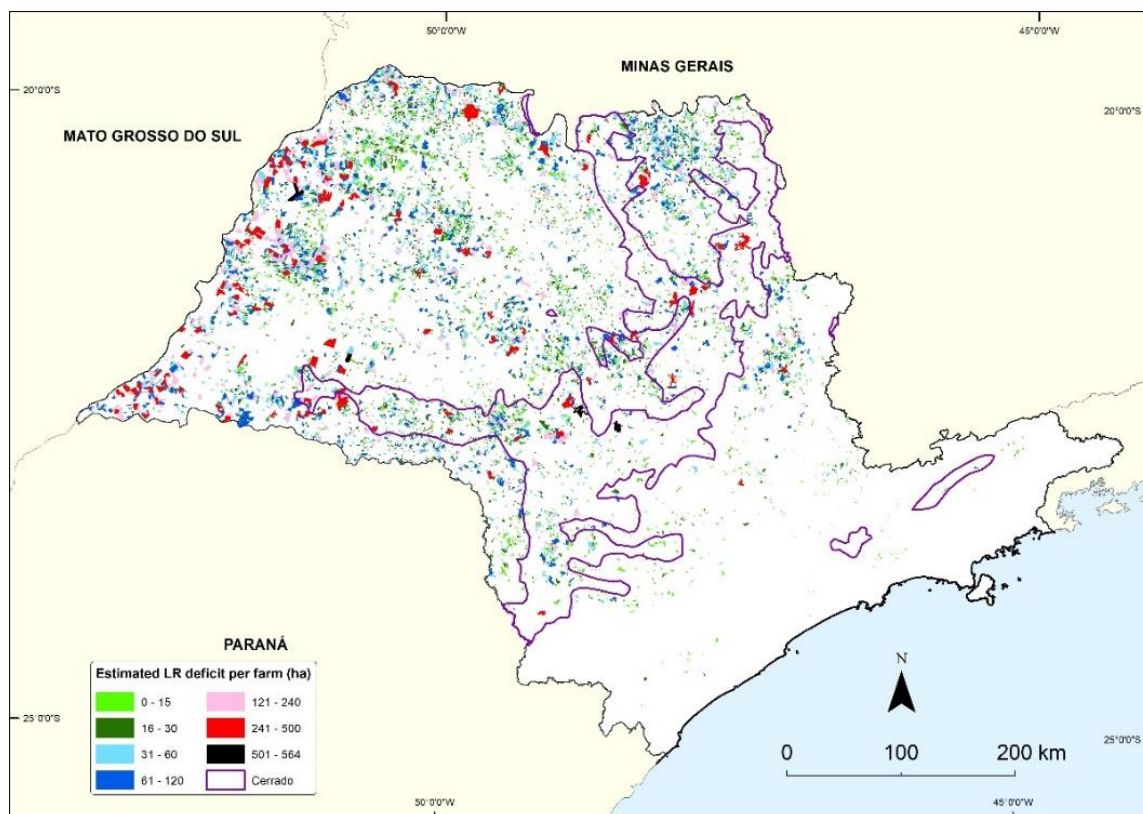 50°0'0"W
45°0'0"W
MINAS GERAIS
20°0'0"S
20°0'0"S
MATO GROSSO DO SUL
PARANÁ
Estimated LR deficit per farm (ha)
0 - 15
121 - 240
16 - 30
241 - 500
31 - 60
501 - 564
61 - 120
Cerrado
N
0 100 200 km
25°0'0"S
25°0'0"S
50°0'0"W
45°0'0"W